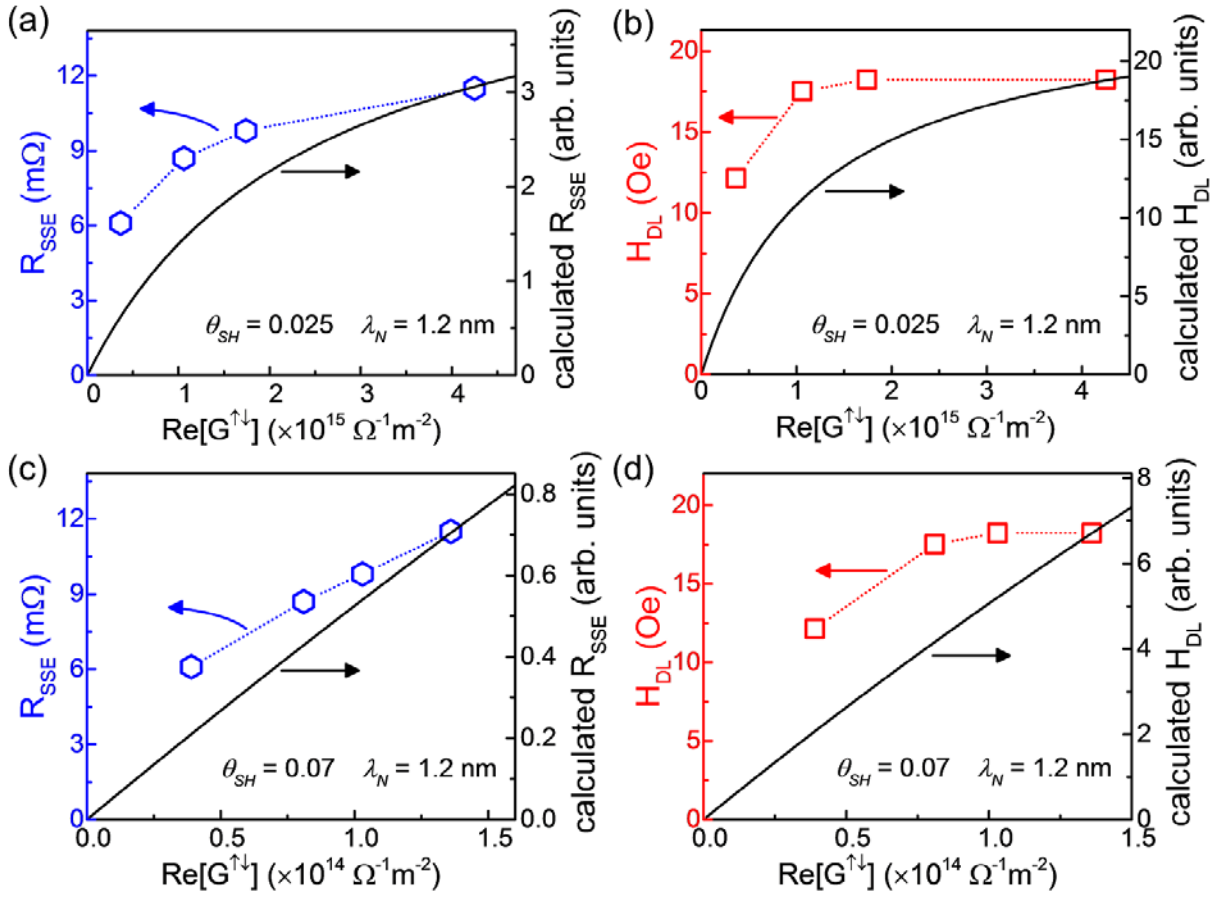 (a)
R_SSE (mΩ)
12
9
6
3
0
calculated R_SSE (arb. units)
3
2
1
0
θ_SH = 0.025 λ_N = 1.2 nm
0 1 2 3 4
Re[G^↑↓] (×10^15 Ω^-1m^-2)
(b)
H_DL (Oe)
20
15
10
5
0
calculated H_DL (arb. units)
20
15
10
5
0
θ_SH = 0.025 λ_N = 1.2 nm
0 1 2 3 4
Re[G^↑↓] (×10^15 Ω^-1m^-2)
(c)
R_SSE (mΩ)
12
9
6
3
0
calculated R_SSE (arb. units)
0.8
0.6
0.4
0.2
0.0
θ_SH = 0.07 λ_N = 1.2 nm
0.0 0.5 1.0 1.5
Re[G^↑↓] (×10^14 Ω^-1m^-2)
(d)
H_DL (Oe)
20
15
10
5
0
calculated H_DL (arb. units)
8
6
4
2
0
θ_SH = 0.07 λ_N = 1.2 nm
0.0 0.5 1.0 1.5
Re[G^↑↓] (×10^14 Ω^-1m^-2)